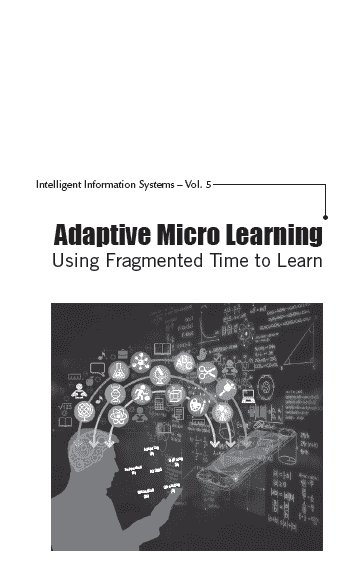 Intelligent Information Systems – Vol. 5
Adaptive Micro Learning
Using Fragmented Time to Learn